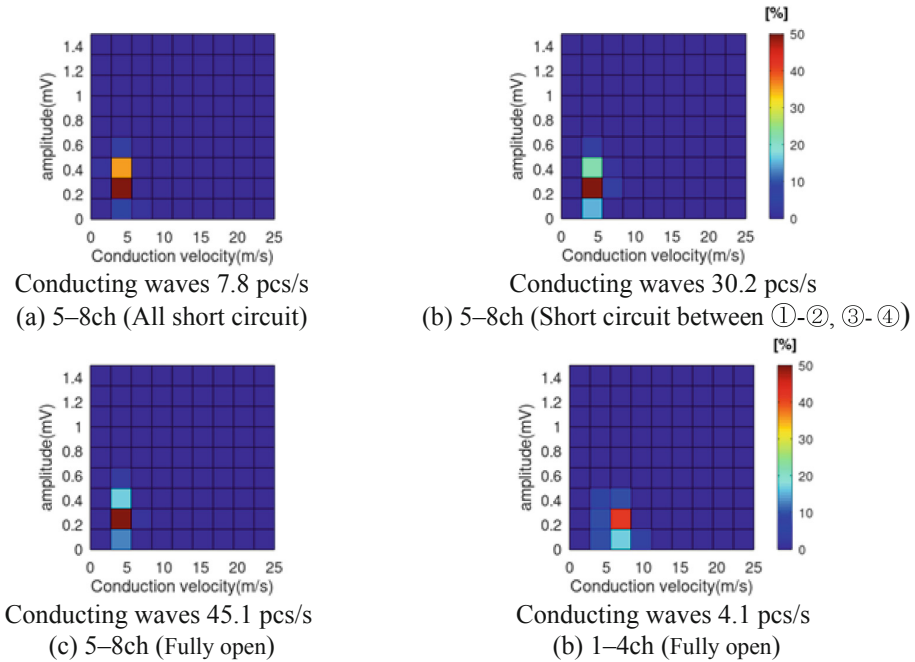 [%]
1.4
1.2
1
0.8
0.6
0.4
0.2
0
amplitude(mV)
0 5 10 15 20 25
Conduction velocity(m/s)
Conducting waves 7.8 pcs/s
(a) 5–8ch (All short circuit)
1.4
1.2
1
0.8
0.6
0.4
0.2
0
amplitude(mV)
0 5 10 15 20 25
Conduction velocity(m/s)
50
40
30
20
10
0
Conducting waves 30.2 pcs/s
(b) 5–8ch (Short circuit between ①-②, ③-④)
1.4
1.2
1
0.8
0.6
0.4
0.2
0
amplitude(mV)
0 5 10 15 20 25
Conduction velocity(m/s)
Conducting waves 45.1 pcs/s
(c) 5–8ch (Fully open)
[%]
1.4
1.2
1
0.8
0.6
0.4
0.2
0
amplitude(mV)
0 5 10 15 20 25
Conduction velocity(m/s)
50
40
30
20
10
0
Conducting waves 4.1 pcs/s
(b) 1–4ch (Fully open)